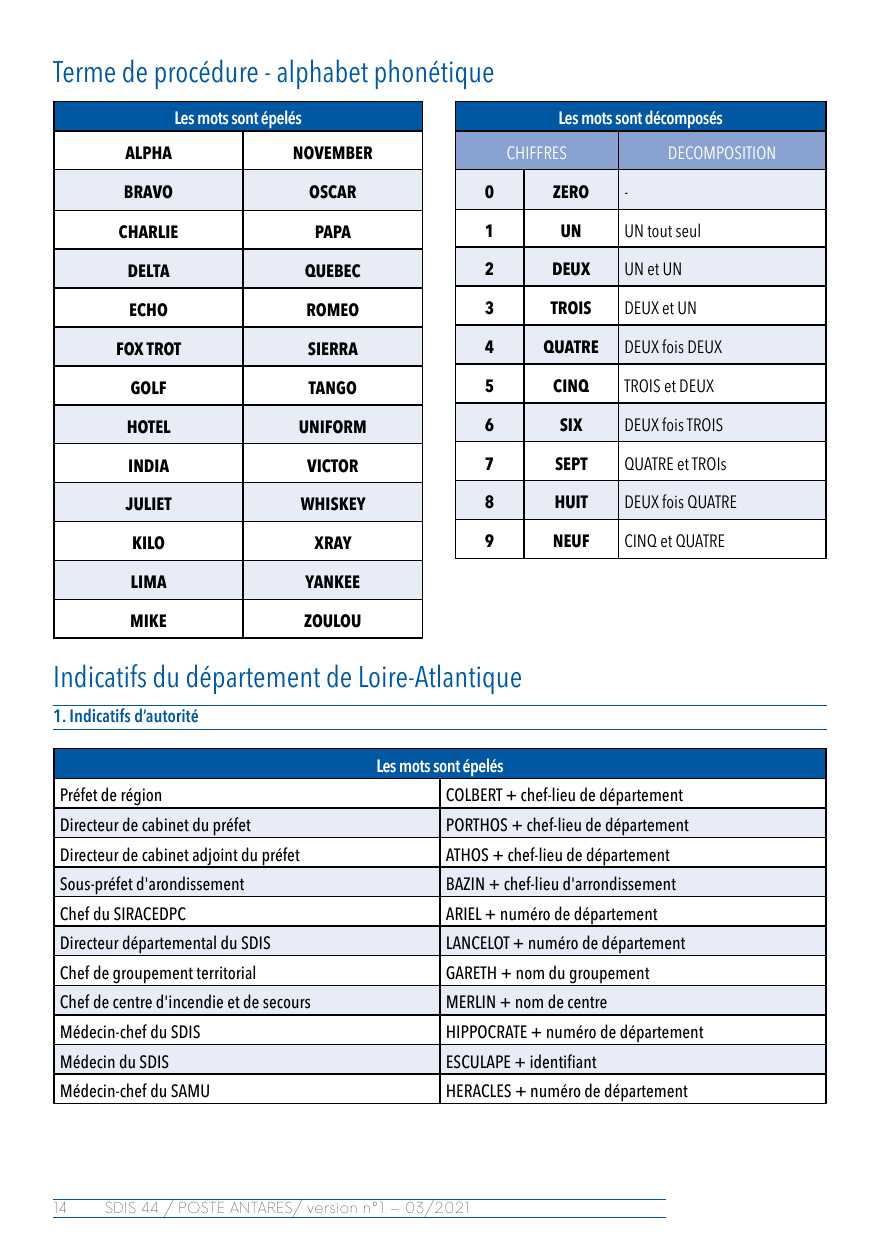 Terme de procédure - alphabet phonétique
Les mots sont épelés
ALPHA NOVEMBER
BRAVO OSCAR
CHARLIE PAPA
DELTA QUEBEC
ECHO ROMEO
FOX TROT SIERRA
GOLF TANGO
HOTEL UNIFORM
INDIA VICTOR
JULIET WHISKEY
KILO XRAY
LIMA YANKEE
MIKE ZOULOU
Les mots sont décomposés
CHIFFRES DECOMPOSITION
0 ZERO -
1 UN UN tout seul
2 DEUX UN et UN
3 TROIS DEUX et UN
4 QUATRE DEUX fois DEUX
5 CINQ TROIS et DEUX
6 SIX DEUX fois TROIS
7 SEPT QUATRE et TROIs
8 HUIT DEUX fois QUATRE
9 NEUF CINQ et QUATRE
Indicatifs du département de Loire-Atlantique
1. Indicatifs d’autorité
Les mots sont épelés
Préfet de région COLBERT + chef-lieu de département
Directeur de cabinet du préfet PORTHOS + chef-lieu de département
Directeur de cabinet adjoint du préfet ATHOS + chef-lieu de département
Sous-préfet d'arondissement BAZIN + chef-lieu d'arrondissement
Chef du SIRACEDPC ARIEL + numéro de département
Directeur départemental du SDIS LANCELOT + numéro de département
Chef de groupement territorial GARETH + nom du groupement
Chef de centre d'incendie et de secours MERLIN + nom de centre
Médecin-chef du SDIS HIPPOCRATE + numéro de département
Médecin du SDIS ESCULAPE + identifiant
Médecin-chef du SAMU HERACLES + numéro de département
14 SDIS 44 / POSTE ANTARES/ version n°1 – 03/2021